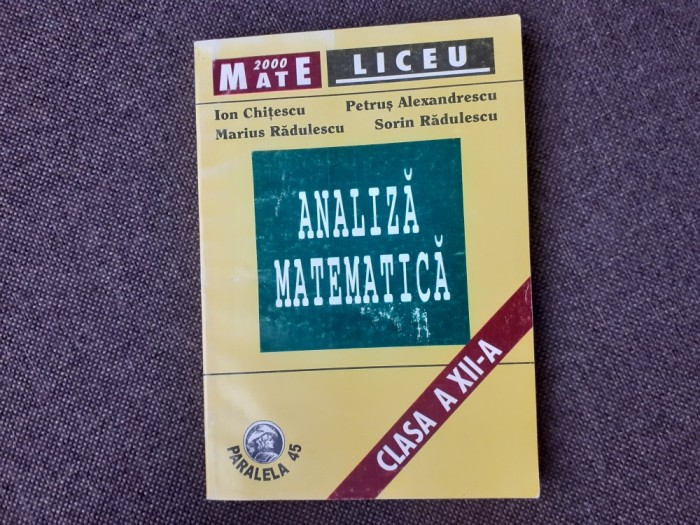 2000
MATE
LICEU
Ion Chițescu
Petruș Alexandrescu
Marius Rădulescu
Sorin Rădulescu
ANALIZĂ
MATEMATICĂ
CLASA A XII-A
PARALELA 45